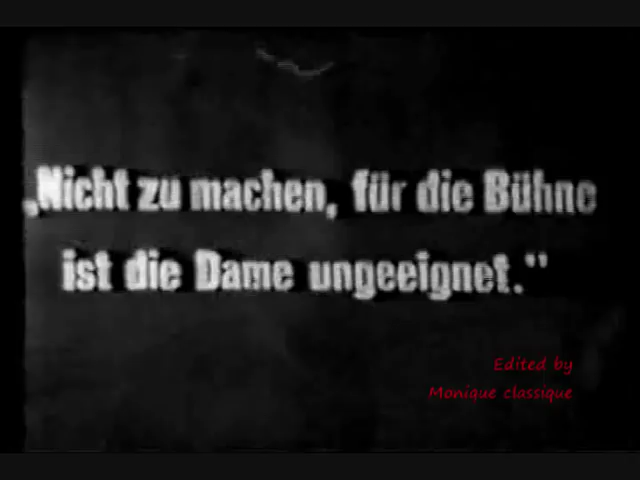 „Nicht zu machen, für die Bühne
ist die Dame ungeeignet."
Edited by
Monique classique